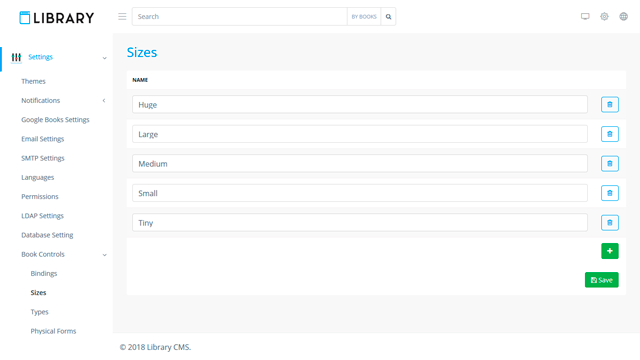 LIBRARY
Search
BY BOOKS
Settings
Themes
Notifications
Google Books Settings
Email Settings
SMTP Settings
Languages
Permissions
LDAP Settings
Database Setting
Book Controls
Bindings
Sizes
Types
Physical Forms
Sizes
NAME
Huge
Large
Medium
Small
Tiny
Save
© 2018 Library CMS.